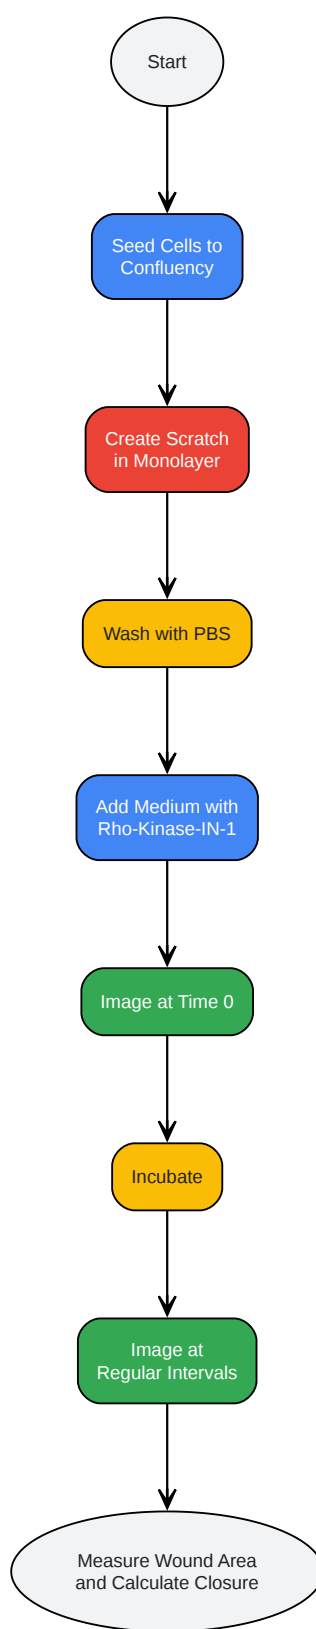 Start
Seed Cells to
Confluency
Create Scratch
in Monolayer
Wash with PBS
Add Medium with
Rho-Kinase-IN-1
Image at Time 0
Incubate
Image at
Regular Intervals
Measure Wound Area
and Calculate Closure